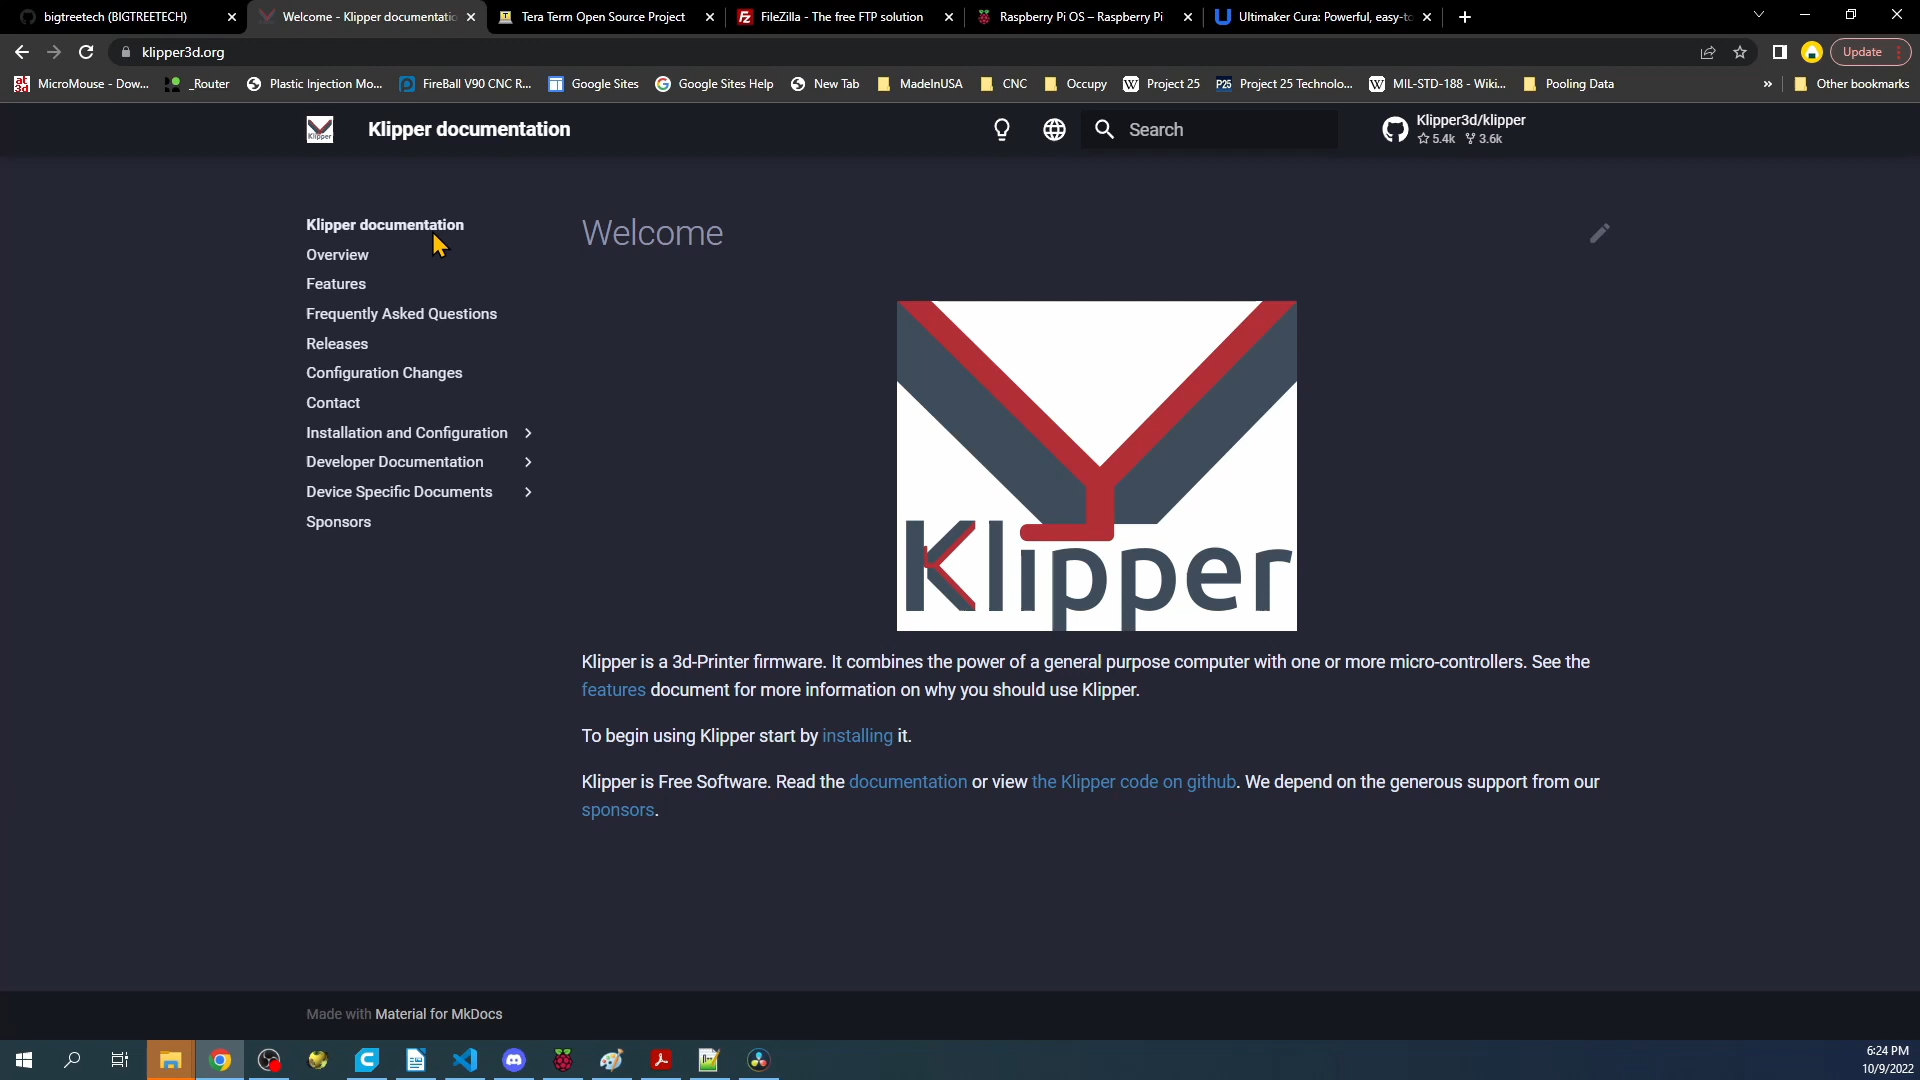 bigtreetech (BIGTREETECH)
Welcome - Klipper documentatio
Tera Term Open Source Project
FileZilla - The free FTP solution
Raspberry Pi OS – Raspberry Pi
Ultimaker Cura: Powerful, easy-to
klipper3d.org
Update
MicroMouse - Dow...
_Router
Plastic Injection Mo...
FireBall V90 CNC R...
Google Sites
Google Sites Help
New Tab
MadeInUSA
CNC
Occupy
Project 25
Project 25 Technolo...
MIL-STD-188 - Wiki...
Pooling Data
»
Other bookmarks
Klipper
Klipper documentation
Search
Klipper3d/klipper
5.4k 3.6k
Klipper documentation
Overview
Features
Frequently Asked Questions
Releases
Configuration Changes
Contact
Installation and Configuration
Developer Documentation
Device Specific Documents
Sponsors
Welcome
Klipper
Klipper is a 3d-Printer firmware. It combines the power of a general purpose computer with one or more micro-controllers. See the
features document for more information on why you should use Klipper.
To begin using Klipper start by installing it.
Klipper is Free Software. Read the documentation or view the Klipper code on github. We depend on the generous support from our
sponsors.
Made with Material for MkDocs
6:24 PM
10/9/2022